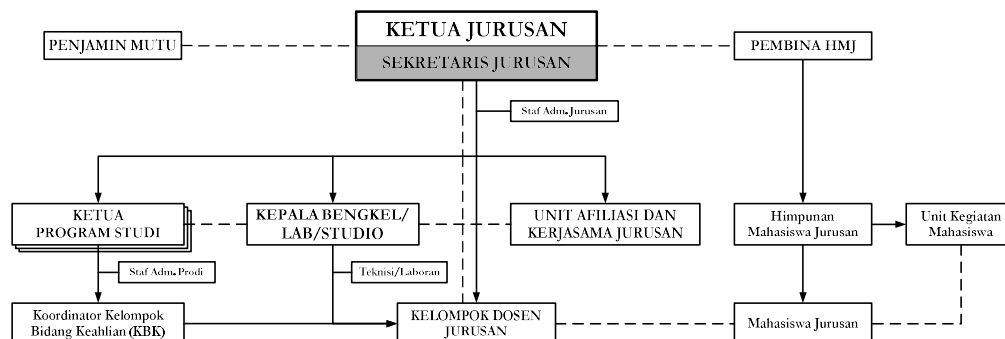 KETUA JURUSAN
SEKRETARIS JURUSAN
PENJAMIN MUTU
PEMBINA HMJ
Staf Adm. Jurusan
KETUA
PROGRAM STUDI
KEPALA BENGKEL/
LAB/STUDIO
UNIT AFILIASI DAN
KERJASAMA JURUSAN
Himpunan
Mahasiswa Jurusan
Unit Kegiatan
Mahasiswa
Staf Adm. Prodi
Teknisi/Laboran
Koordinator Kelompok
Bidang Keahlian (KBK)
KELOMPOK DOSEN
JURUSAN
Mahasiswa Jurusan